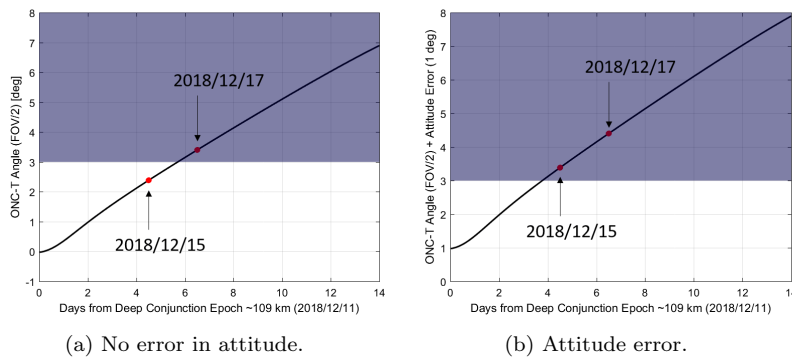 8
7
6
5
4
3
2
1
0
-1
ONC-T Angle (FOV/2) [deg]
2018/12/17
2018/12/15
0 2 4 6 8 10 12 14
Days from Deep Conjunction Epoch ~109 km (2018/12/11)
(a) No error in attitude.
8
7
6
5
4
3
2
1
0
ONC-T Angle (FOV/2) + Attitude Error (1 deg)
2018/12/17
2018/12/15
0 2 4 6 8 10 12 14
Days from Deep Conjunction Epoch ~109 km (2018/12/11)
(b) Attitude error.